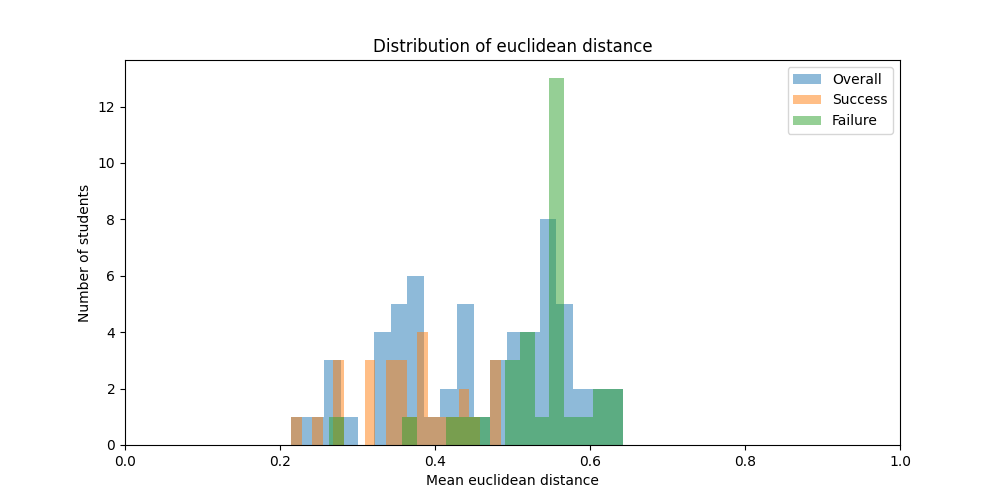 Distribution of euclidean distance
Overall
Success
Failure
Number of students
12
10
8
6
4
2
0
0.0 0.2 0.4 0.6 0.8 1.0
Mean euclidean distance